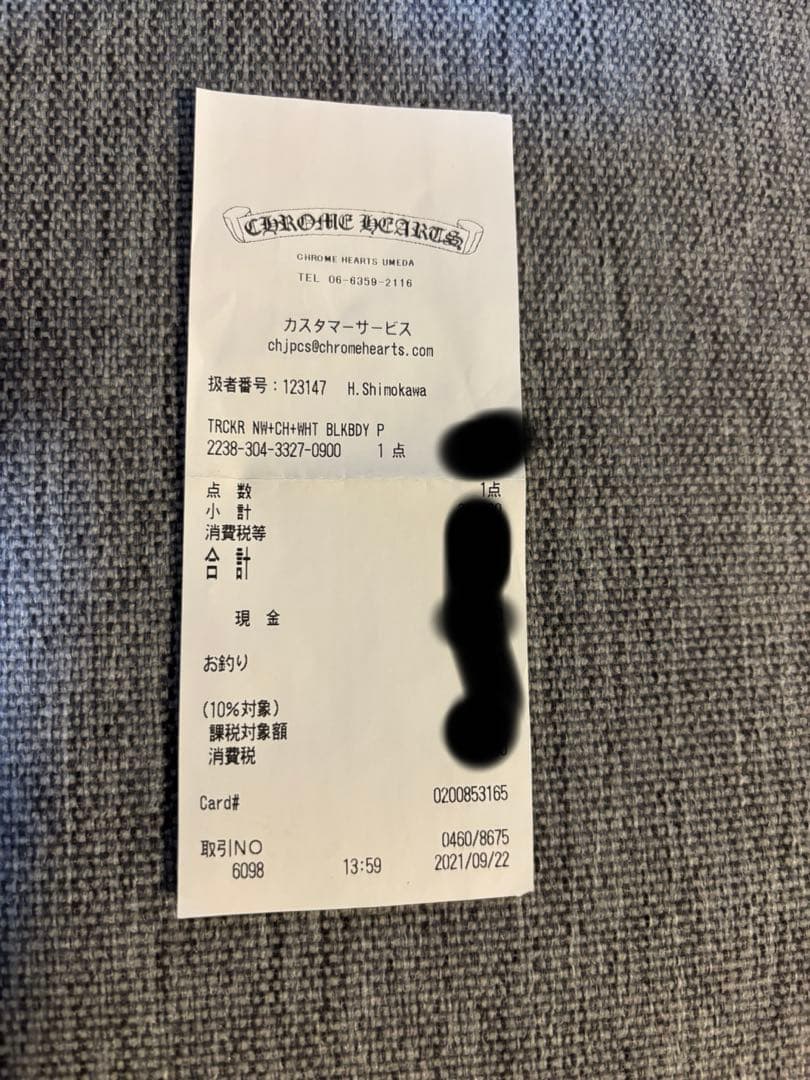 CHROME HEARTS
CHROME HEARTS UMEDA
TEL 06-6359-2116
カスタマーサービス
chjpcs@chromehearts.com
扱者番号：123147 H.Shimokawa
TRCKR NW+CH+WHT BLKBDY P
2238-304-3327-0900 1 点
点 数 1点
小 計
消費税等
合 計
現 金
お釣り
(10%対象)
課税対象額
消費税
Card# 0200853165
取引NO 0460/8675
6098 13:59 2021/09/22